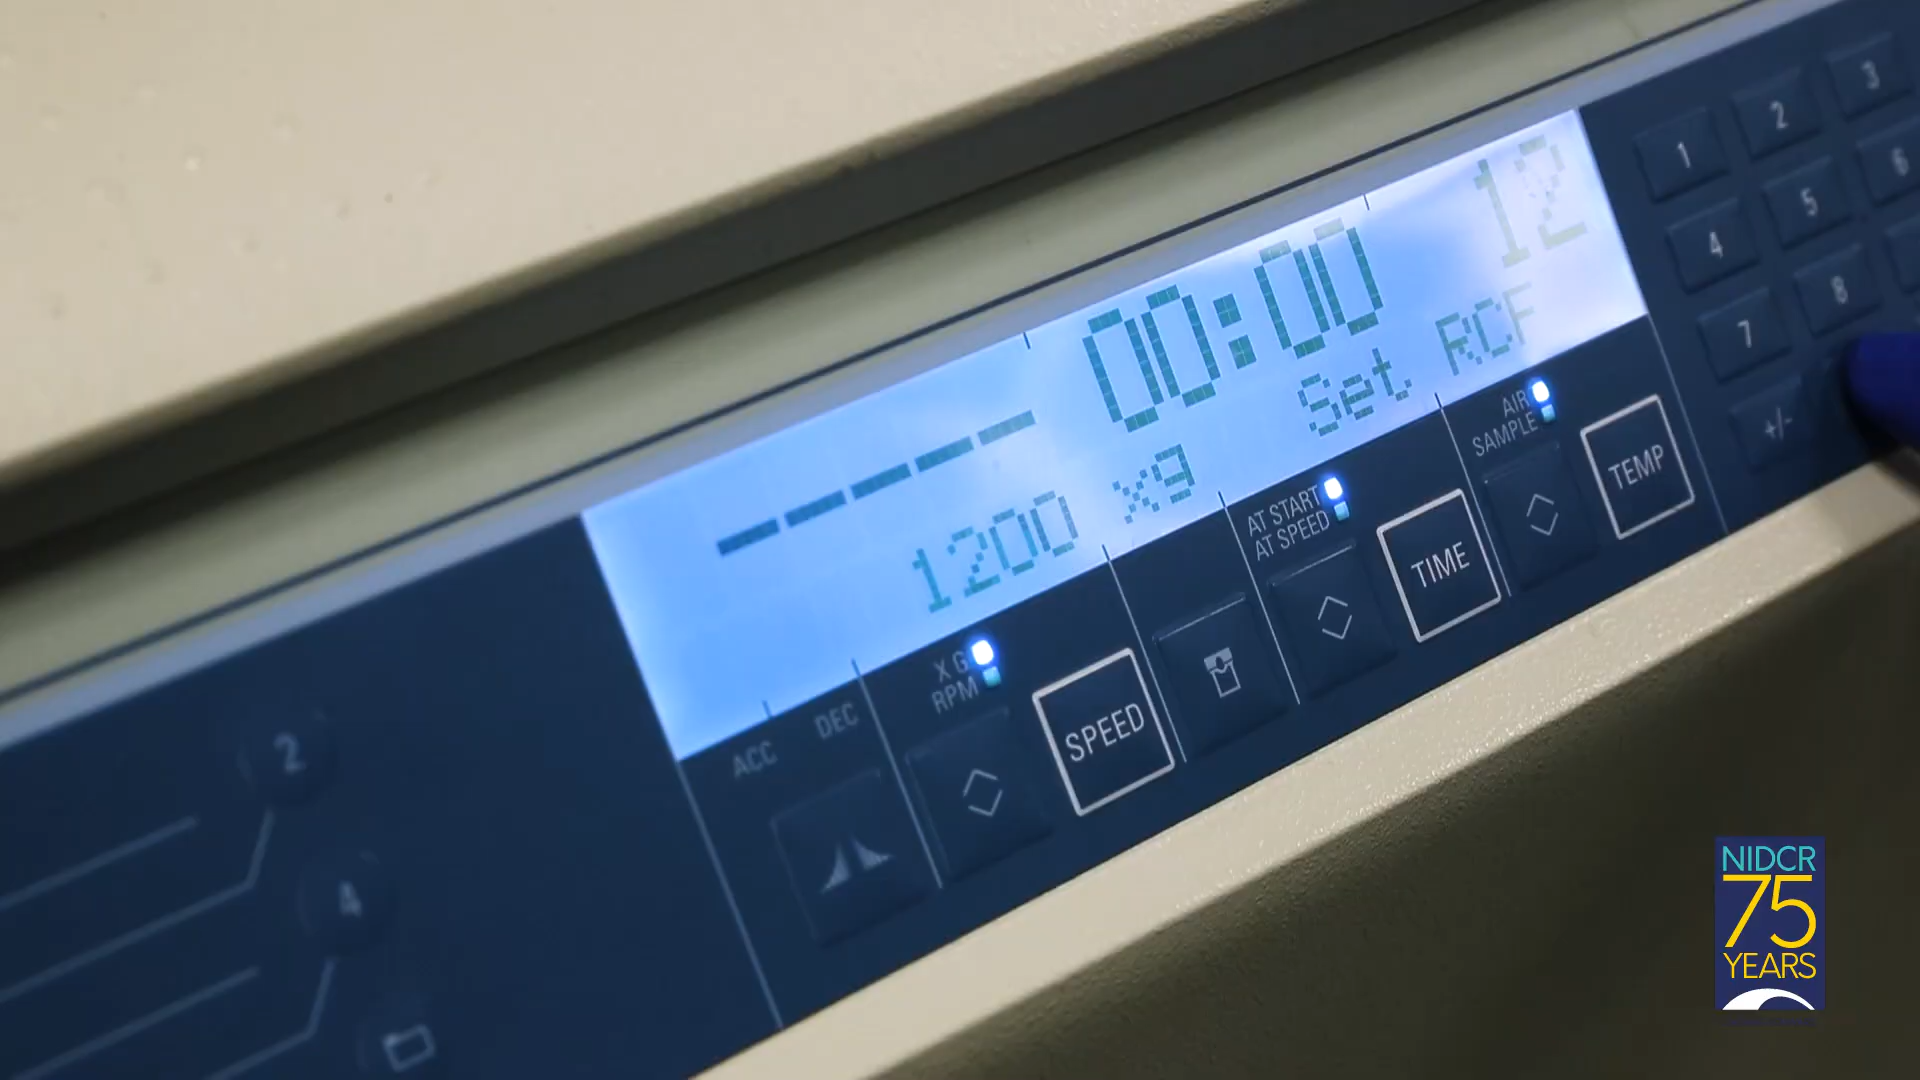 00:00 12
1200 xg Set. RCF
X G
RPM
AT START
AT SPEED
AIR
SAMPLE
ACC DEC
SPEED
TIME
TEMP
1 2 3
4 5 6
7 8
+/-
2
4
NIDCR
75
YEARS